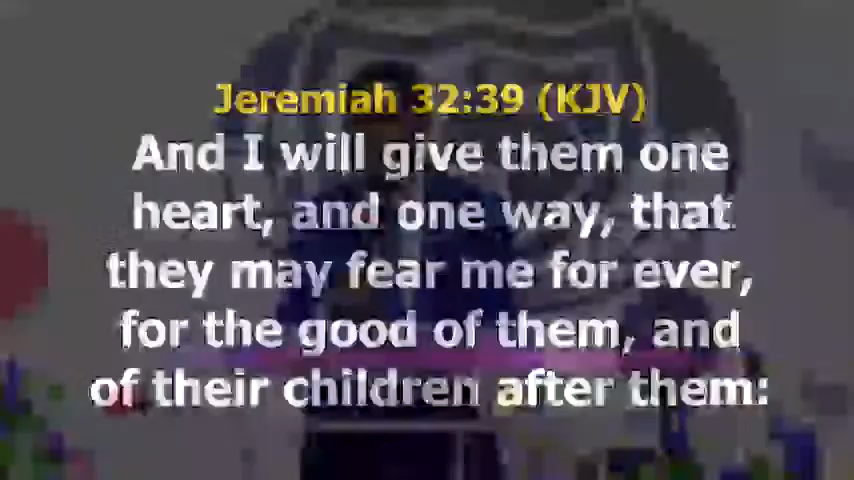 Jeremiah 32:39 (KJV)
And I will give them one
heart, and one way, that
they may fear me for ever,
for the good of them, and
of their children after them: